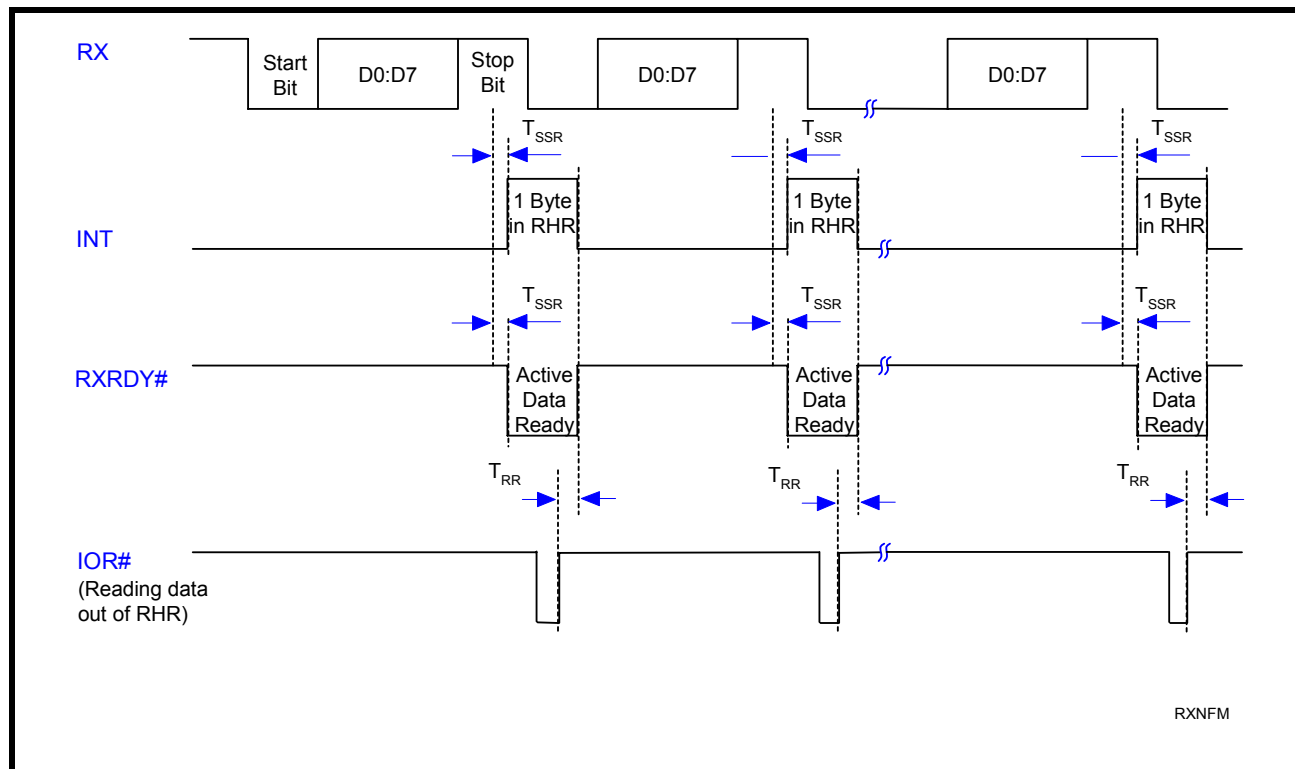 RX
Start
Bit
D0:D7
Stop
Bit
D0:D7
D0:D7
TSSR
TSSR
TSSR
INT
1 Byte
in RHR
1 Byte
in RHR
1 Byte
in RHR
TSSR
TSSR
TSSR
RXRDY#
Active
Data
Ready
Active
Data
Ready
Active
Data
Ready
TRR
TRR
TRR
IOR#
(Reading data
out of RHR)
RXNFM